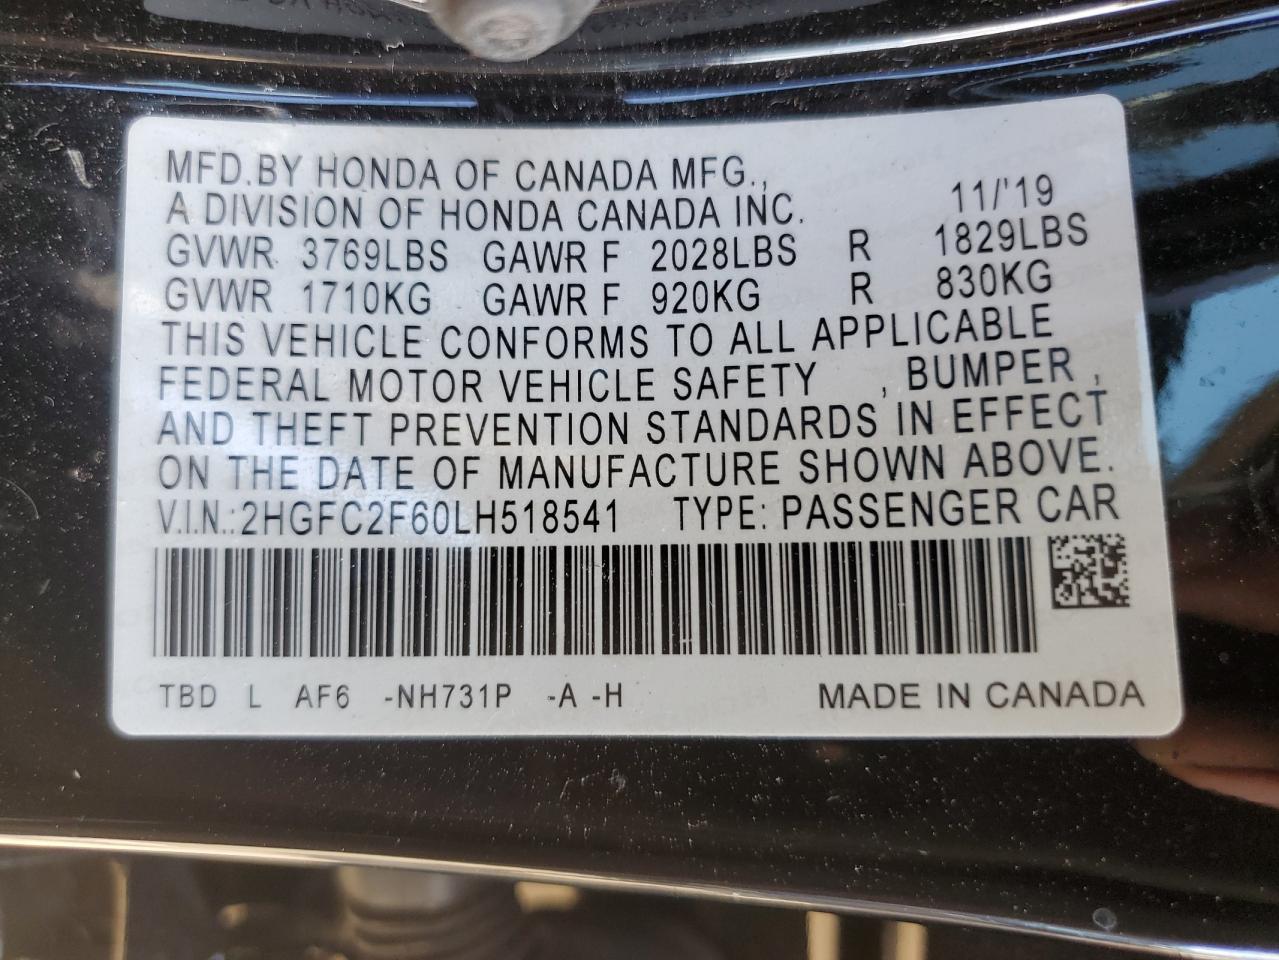 MFD.BY HONDA OF CANADA MFG.,
A DIVISION OF HONDA CANADA INC. 11/'19
GVWR 3769LBS GAWR F 2028LBS R 1829LBS
GVWR 1710KG GAWR F 920KG R 830KG
THIS VEHICLE CONFORMS TO ALL APPLICABLE
FEDERAL MOTOR VEHICLE SAFETY , BUMPER ,
AND THEFT PREVENTION STANDARDS IN EFFECT
ON THE DATE OF MANUFACTURE SHOWN ABOVE.
V.I.N.:2HGFC2F60LH518541 TYPE: PASSENGER CAR
TBD L AF6 -NH731P -A -H MADE IN CANADA